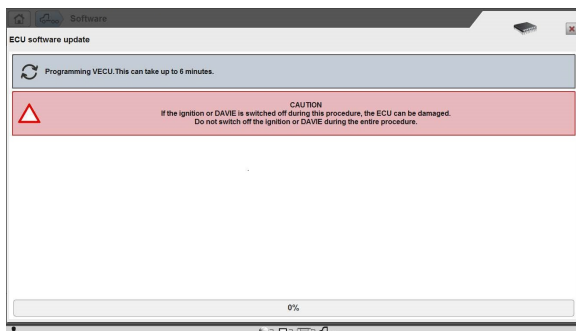 Software
ECU software update
Programming VECU.This can take up to 6 minutes.
CAUTION
If the ignition or DAVIE is switched off during this procedure, the ECU can be damaged.
Do not switch off the ignition or DAVIE during the entire procedure.
0%